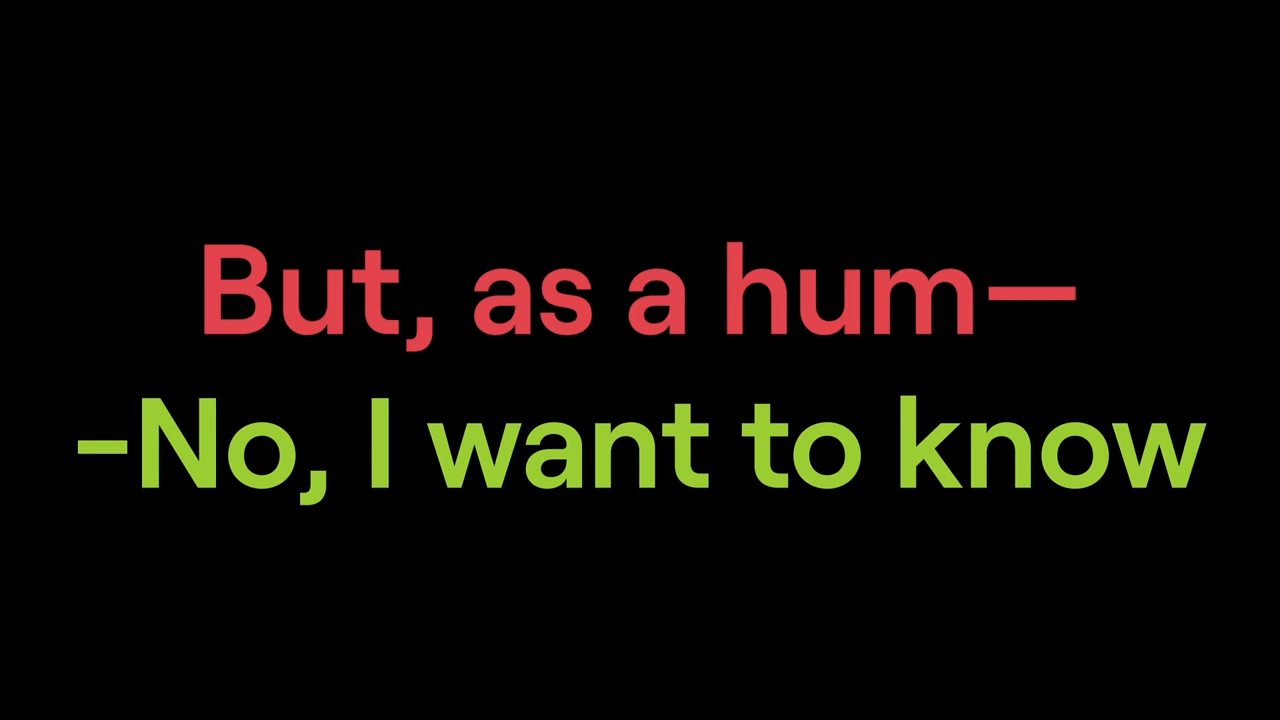 But, as a hum—
-No, I want to know